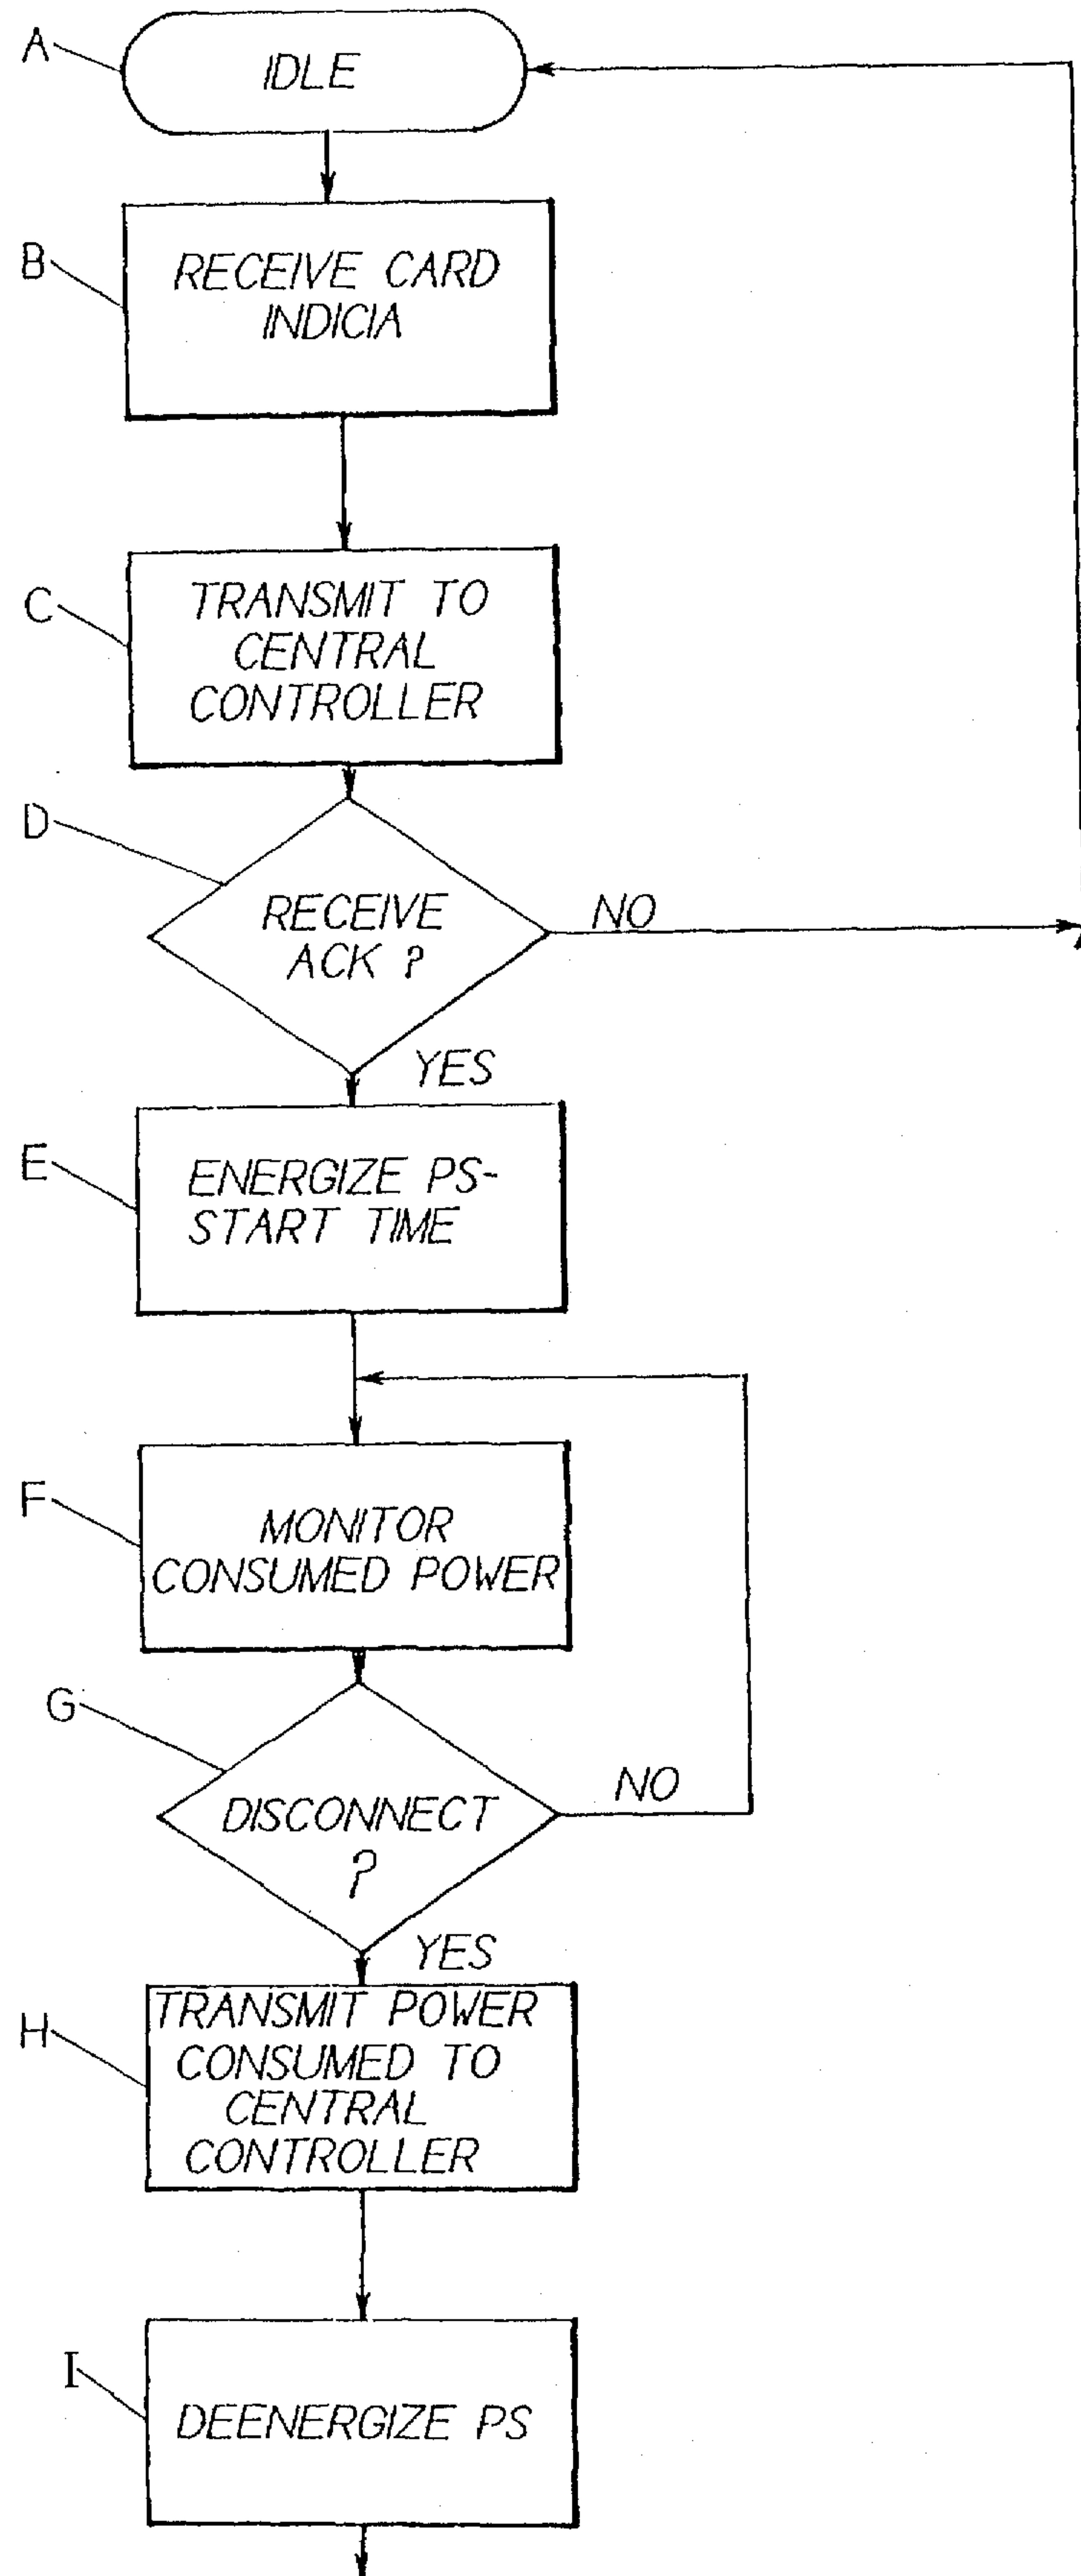 A
IDLE
B
RECEIVE CARD
INDICIA
C
TRANSMIT TO
CENTRAL
CONTROLLER
D
RECEIVE
ACK ?
NO
YES
E
ENERGIZE PS-
START TIME
F
MONITOR
CONSUMED POWER
G
DISCONNECT
?
NO
YES
H
TRANSMIT POWER
CONSUMED TO
CENTRAL
CONTROLLER
I
DEENERGIZE PS